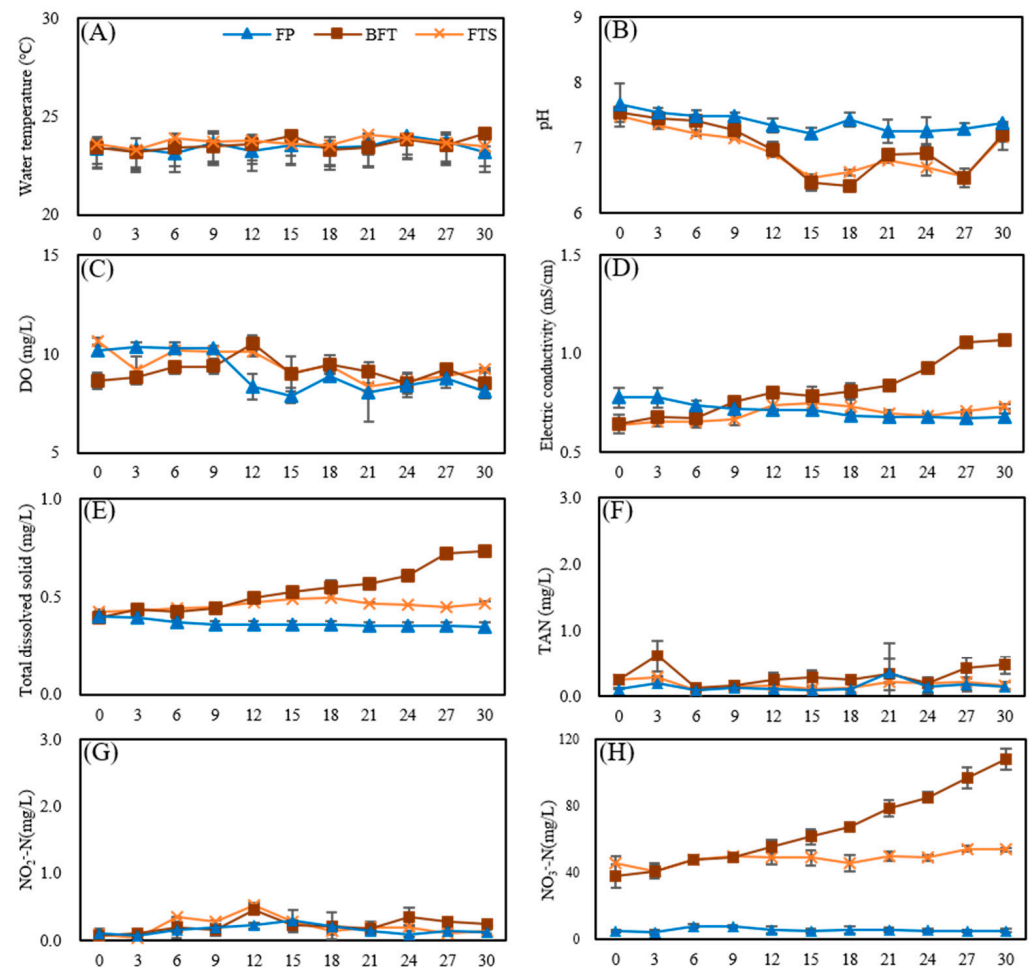 (A)
FP BFT FTS
Water temperature (°C)
30
25
20
0 3 6 9 12 15 18 21 24 27 30
(B)
pH
9
8
7
6
0 3 6 9 12 15 18 21 24 27 30
(C)
DO (mg/L)
15
10
5
0 3 6 9 12 15 18 21 24 27 30
(D)
Electric conductivity (mS/cm)
1.5
1.0
0.5
0 3 6 9 12 15 18 21 24 27 30
(E)
Total dissolved solid (mg/L)
1.0
0.5
0.0
0 3 6 9 12 15 18 21 24 27 30
(F)
TAN (mg/L)
3.0
2.0
1.0
0.0
0 3 6 9 12 15 18 21 24 27 30
(G)
NO₂-N(mg/L)
3.0
2.0
1.0
0.0
0 3 6 9 12 15 18 21 24 27 30
(H)
NO₃-N(mg/L)
120
80
40
0
0 3 6 9 12 15 18 21 24 27 30